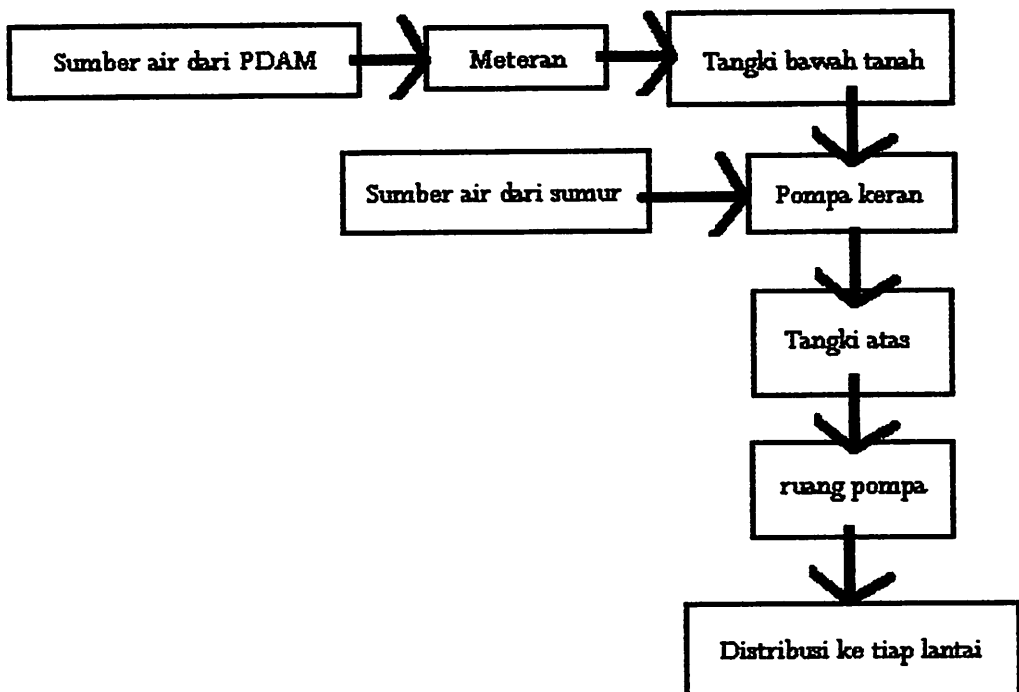 Sumber air dari PDAM
Meteran
Tangki bawah tanah
Sumber air dari sumur
Pompa keran
Tangki atas
ruang pompa
Distribusi ke tiap lantai